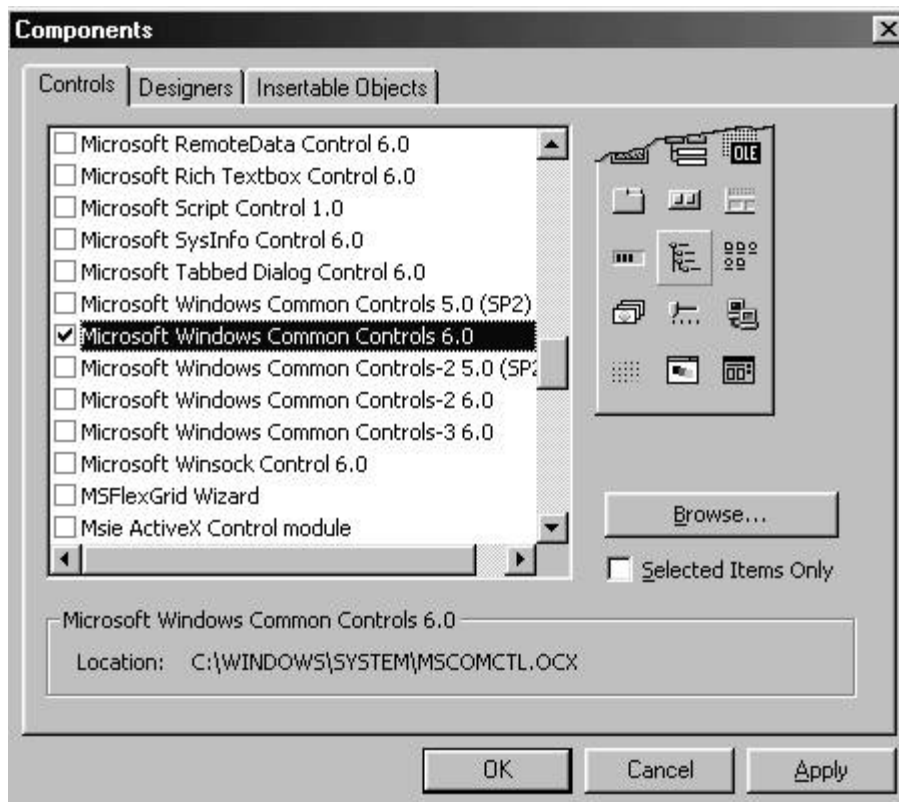 Components
Controls
Designers
Insertable Objects
Microsoft RemoteData Control 6.0
Microsoft Rich Textbox Control 6.0
Microsoft Script Control 1.0
Microsoft SysInfo Control 6.0
Microsoft Tabbed Dialog Control 6.0
Microsoft Windows Common Controls 5.0 (SP2)
Microsoft Windows Common Controls 6.0
Microsoft Windows Common Controls-2 5.0 (SP2
Microsoft Windows Common Controls-2 6.0
Microsoft Windows Common Controls-3 6.0
Microsoft Winsock Control 6.0
MSFlexGrid Wizard
Msie ActiveX Control module
OLE
Browse...
Selected Items Only
Microsoft Windows Common Controls 6.0
Location: C:\WINDOWS\SYSTEM\MSCOMCTL.OCX
OK
Cancel
Apply